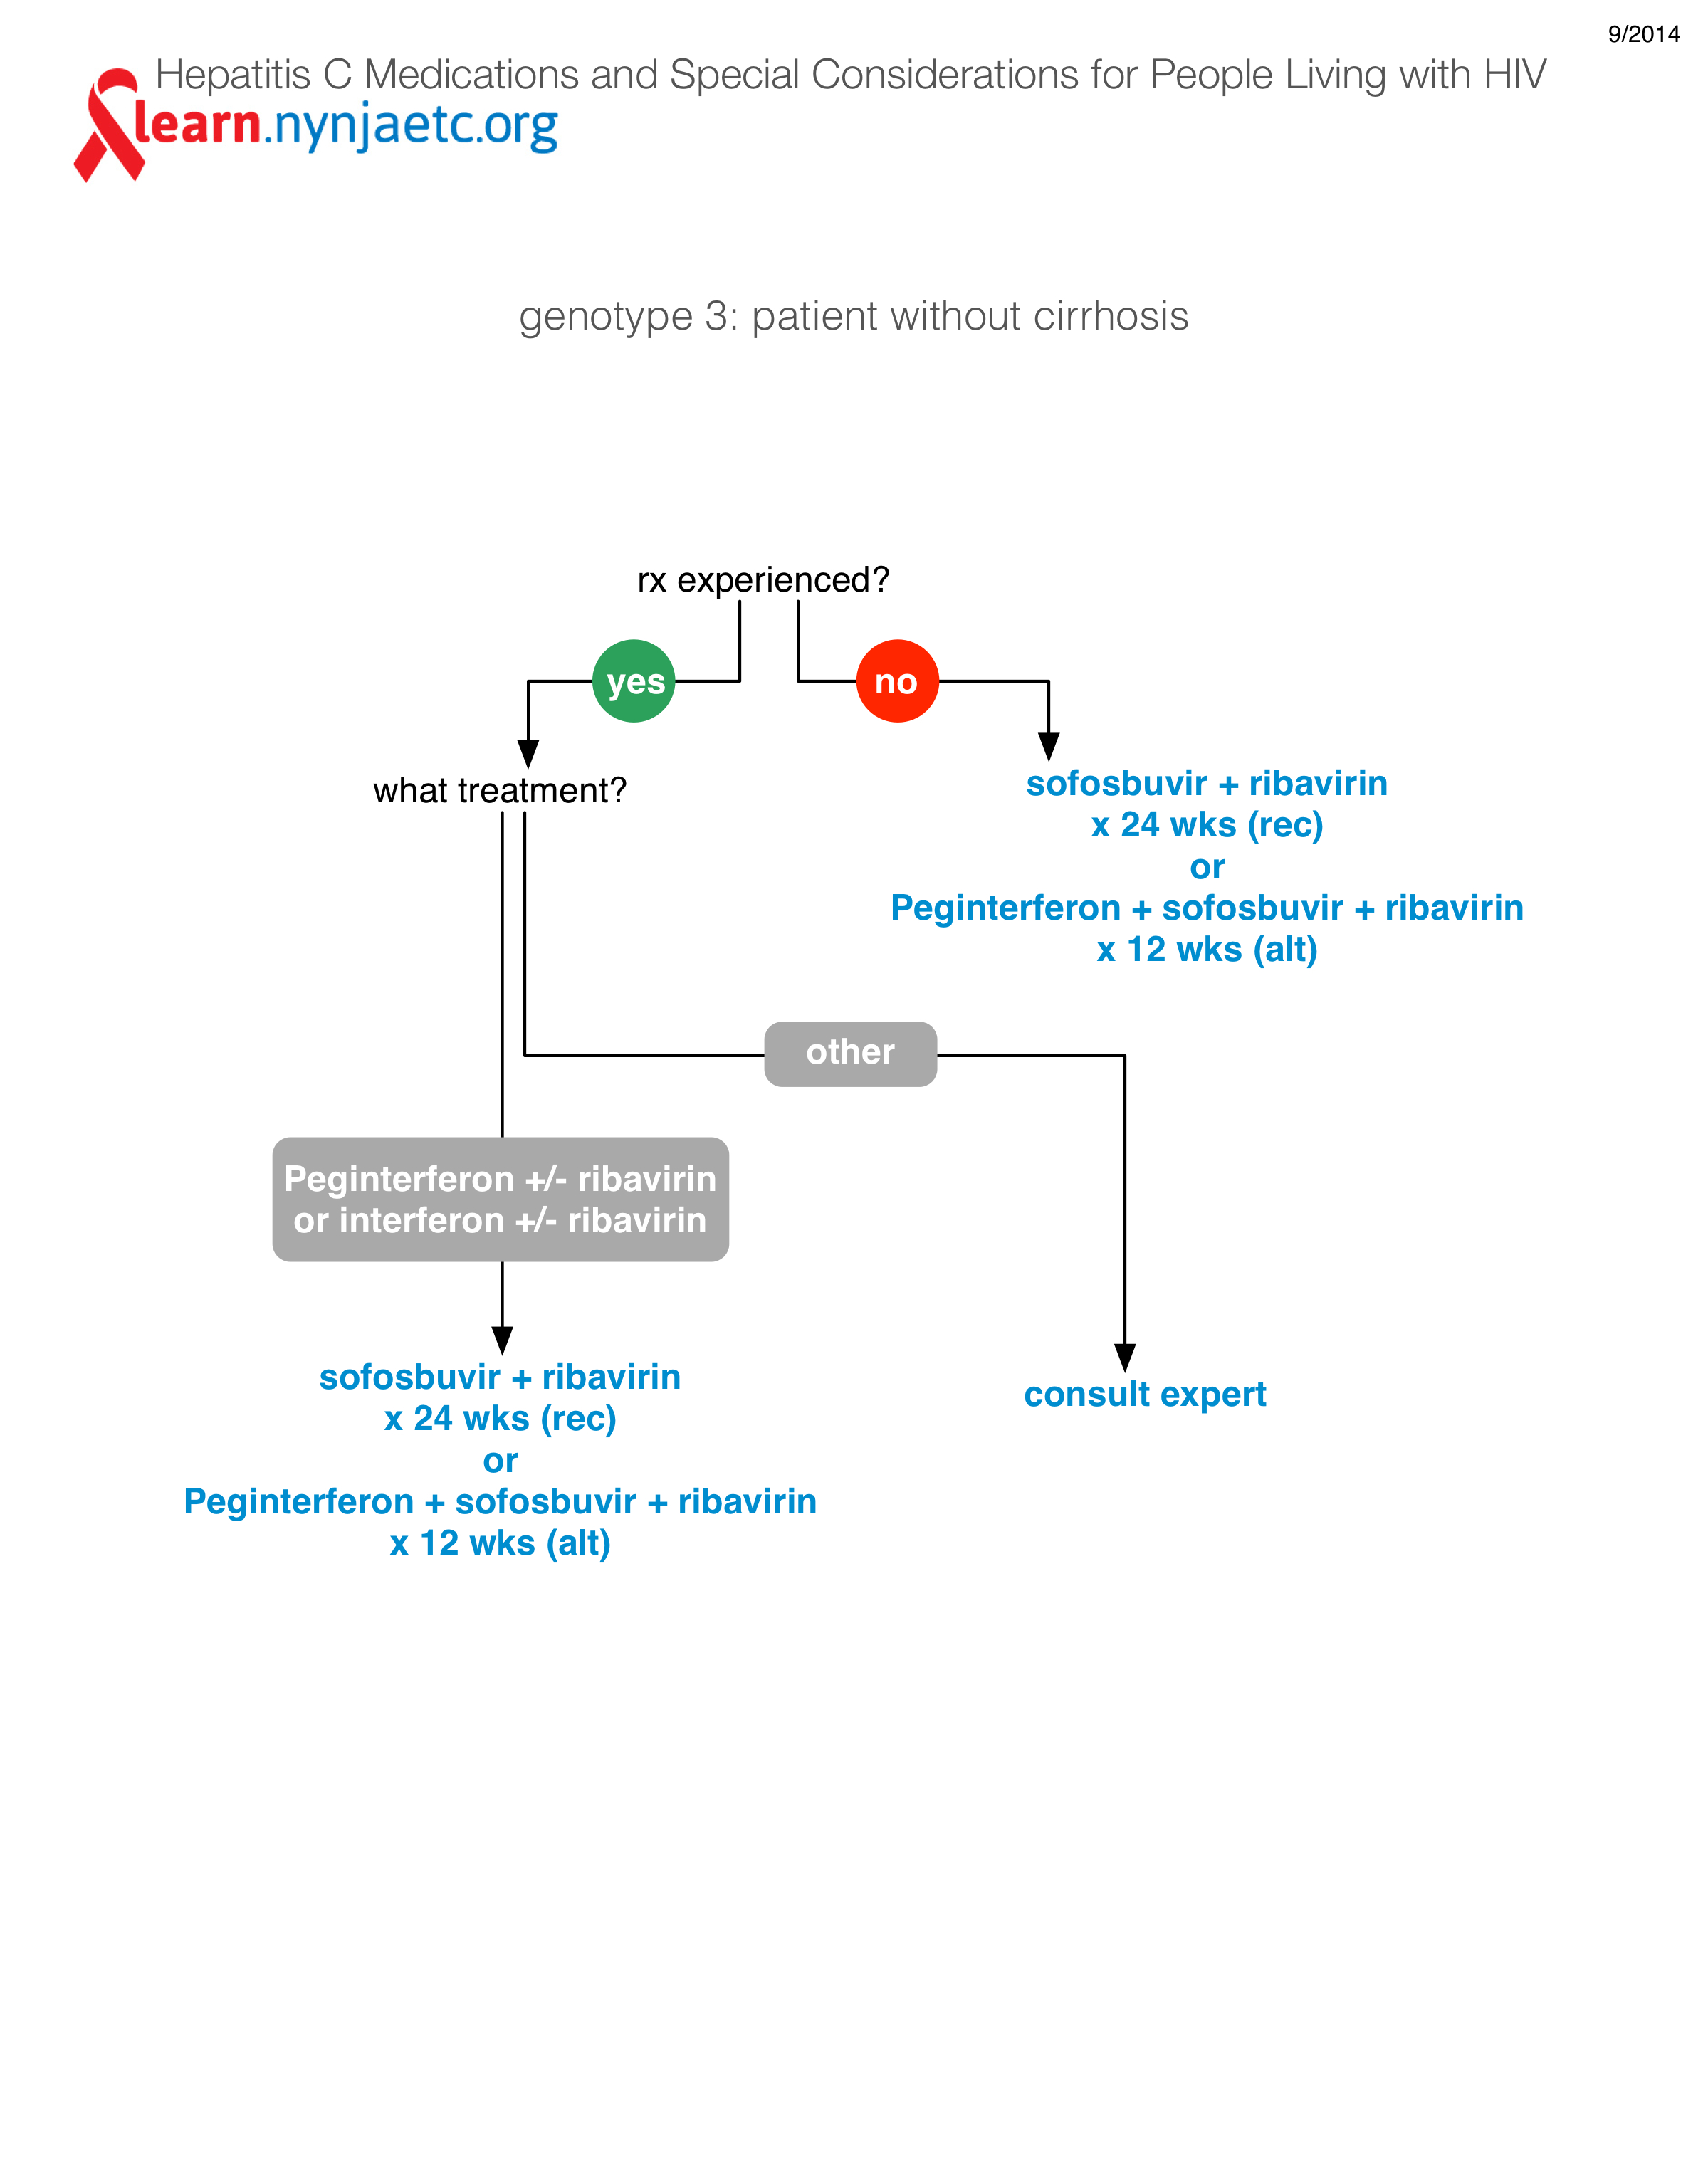 9/2014
Hepatitis C Medications and Special Considerations for People Living with HIV
learn.nynjaetc.org
genotype 3: patient without cirrhosis
rx experienced?
yes
no
what treatment?
sofosbuvir + ribavirin
x 24 wks (rec)
or
Peginterferon + sofosbuvir + ribavirin
x 12 wks (alt)
other
Peginterferon +/- ribavirin
or interferon +/- ribavirin
sofosbuvir + ribavirin
x 24 wks (rec)
or
Peginterferon + sofosbuvir + ribavirin
x 12 wks (alt)
consult expert